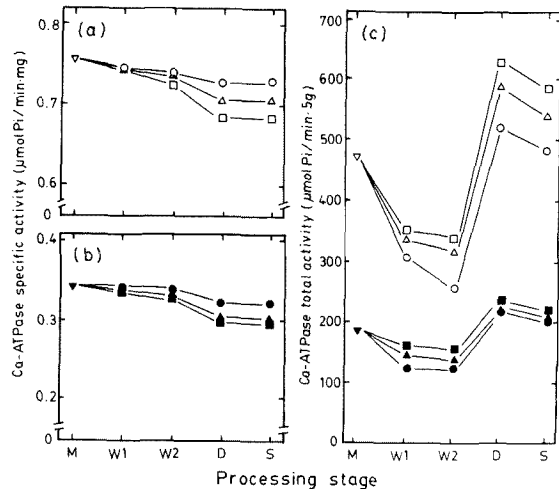 (a)
0.8
0.7
0.6
0
Ca-ATPase specific activity (µmol Pi/min·mg)
(b)
0.4
0.3
0.2
0
M W1 W2 D S
(c)
700
600
500
400
300
200
100
0
Ca-ATPase total activity (µmol Pi/min·5g)
M W1 W2 D S
Processing stage